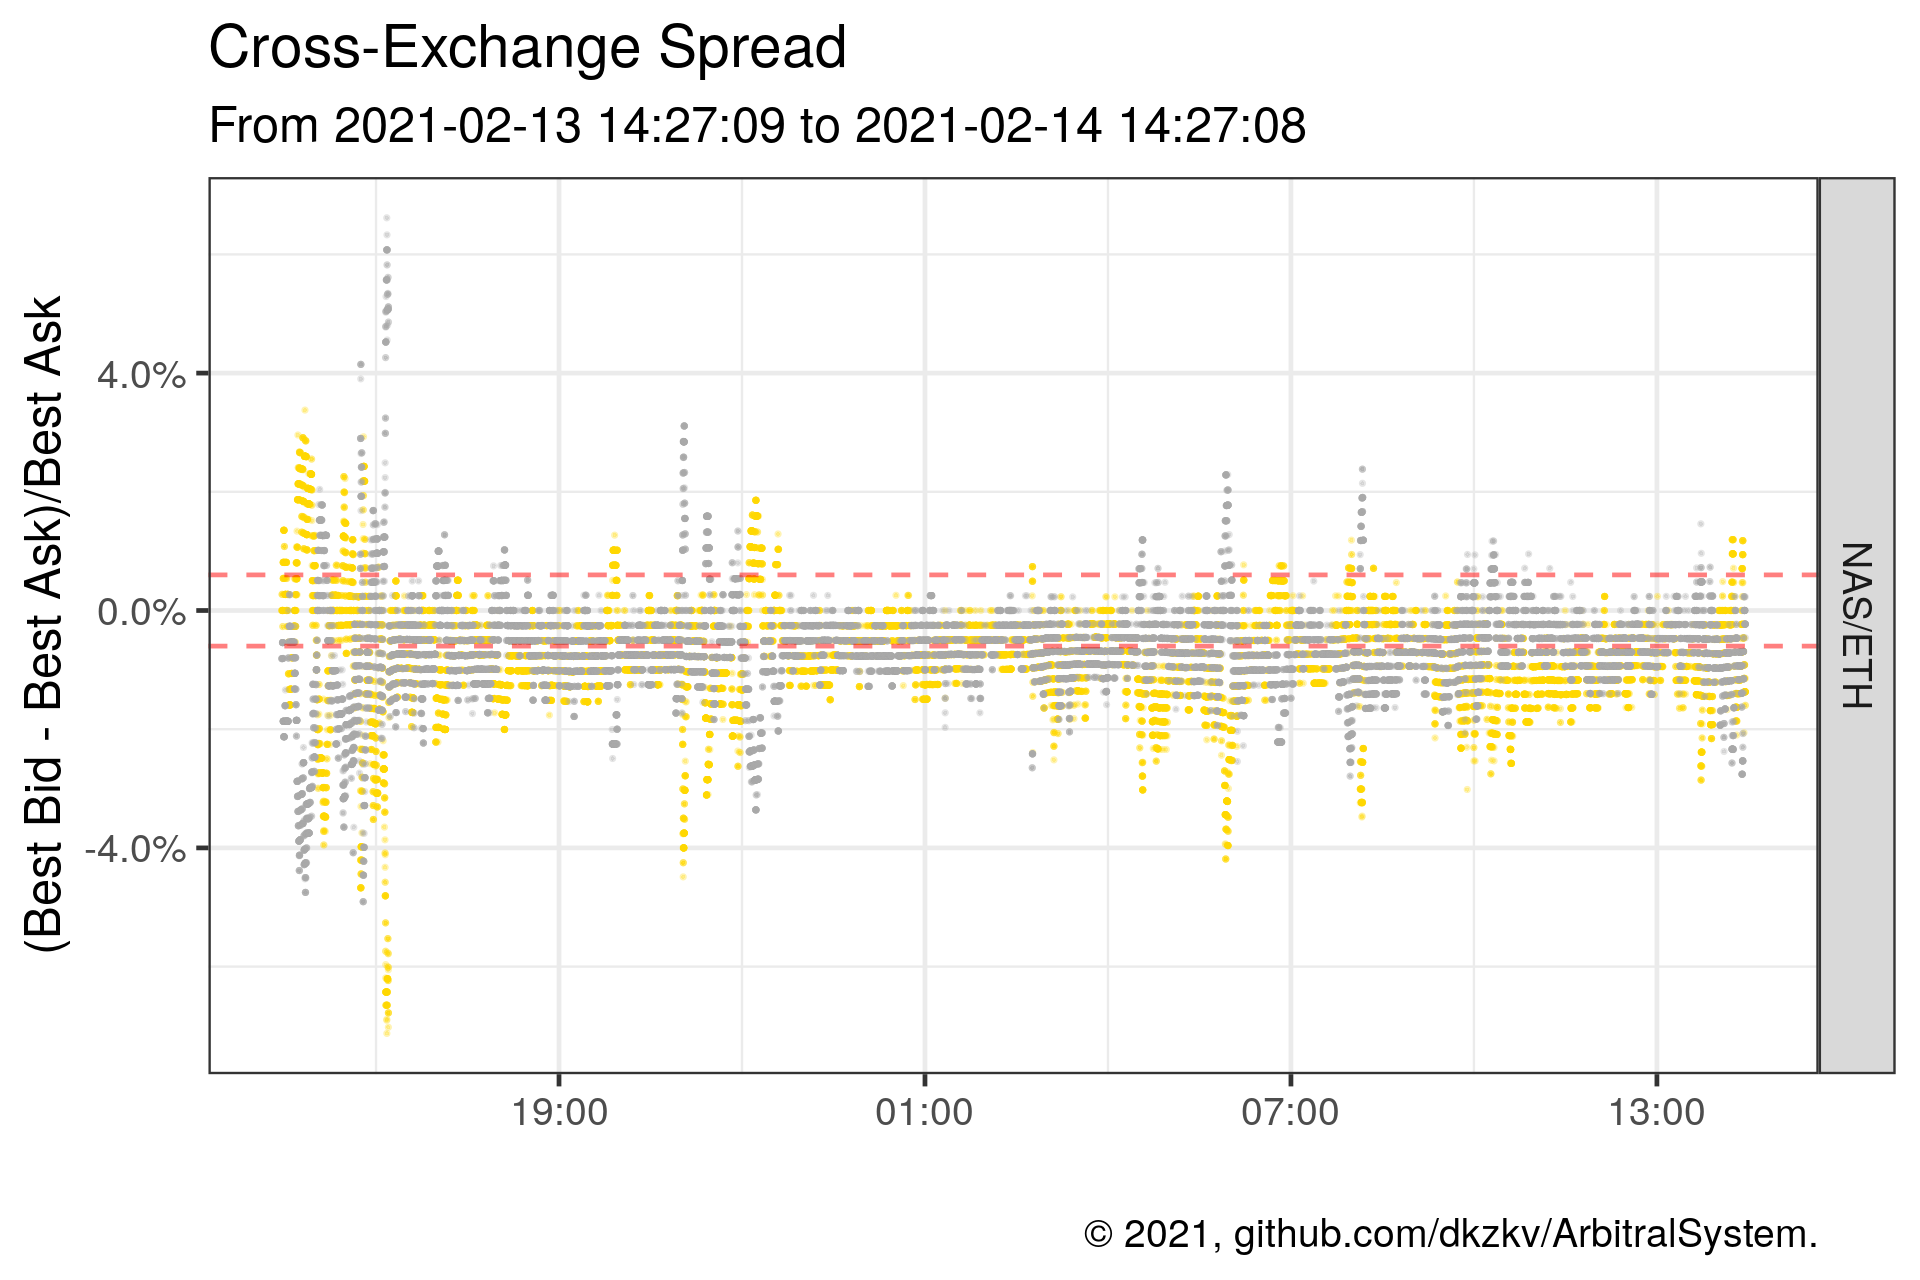 Cross-Exchange Spread
From 2021-02-13 14:27:09 to 2021-02-14 14:27:08
(Best Bid - Best Ask)/Best Ask
4.0%
0.0%
-4.0%
NAS/ETH
19:00
01:00
07:00
13:00
© 2021, github.com/dkzkv/ArbitralSystem.